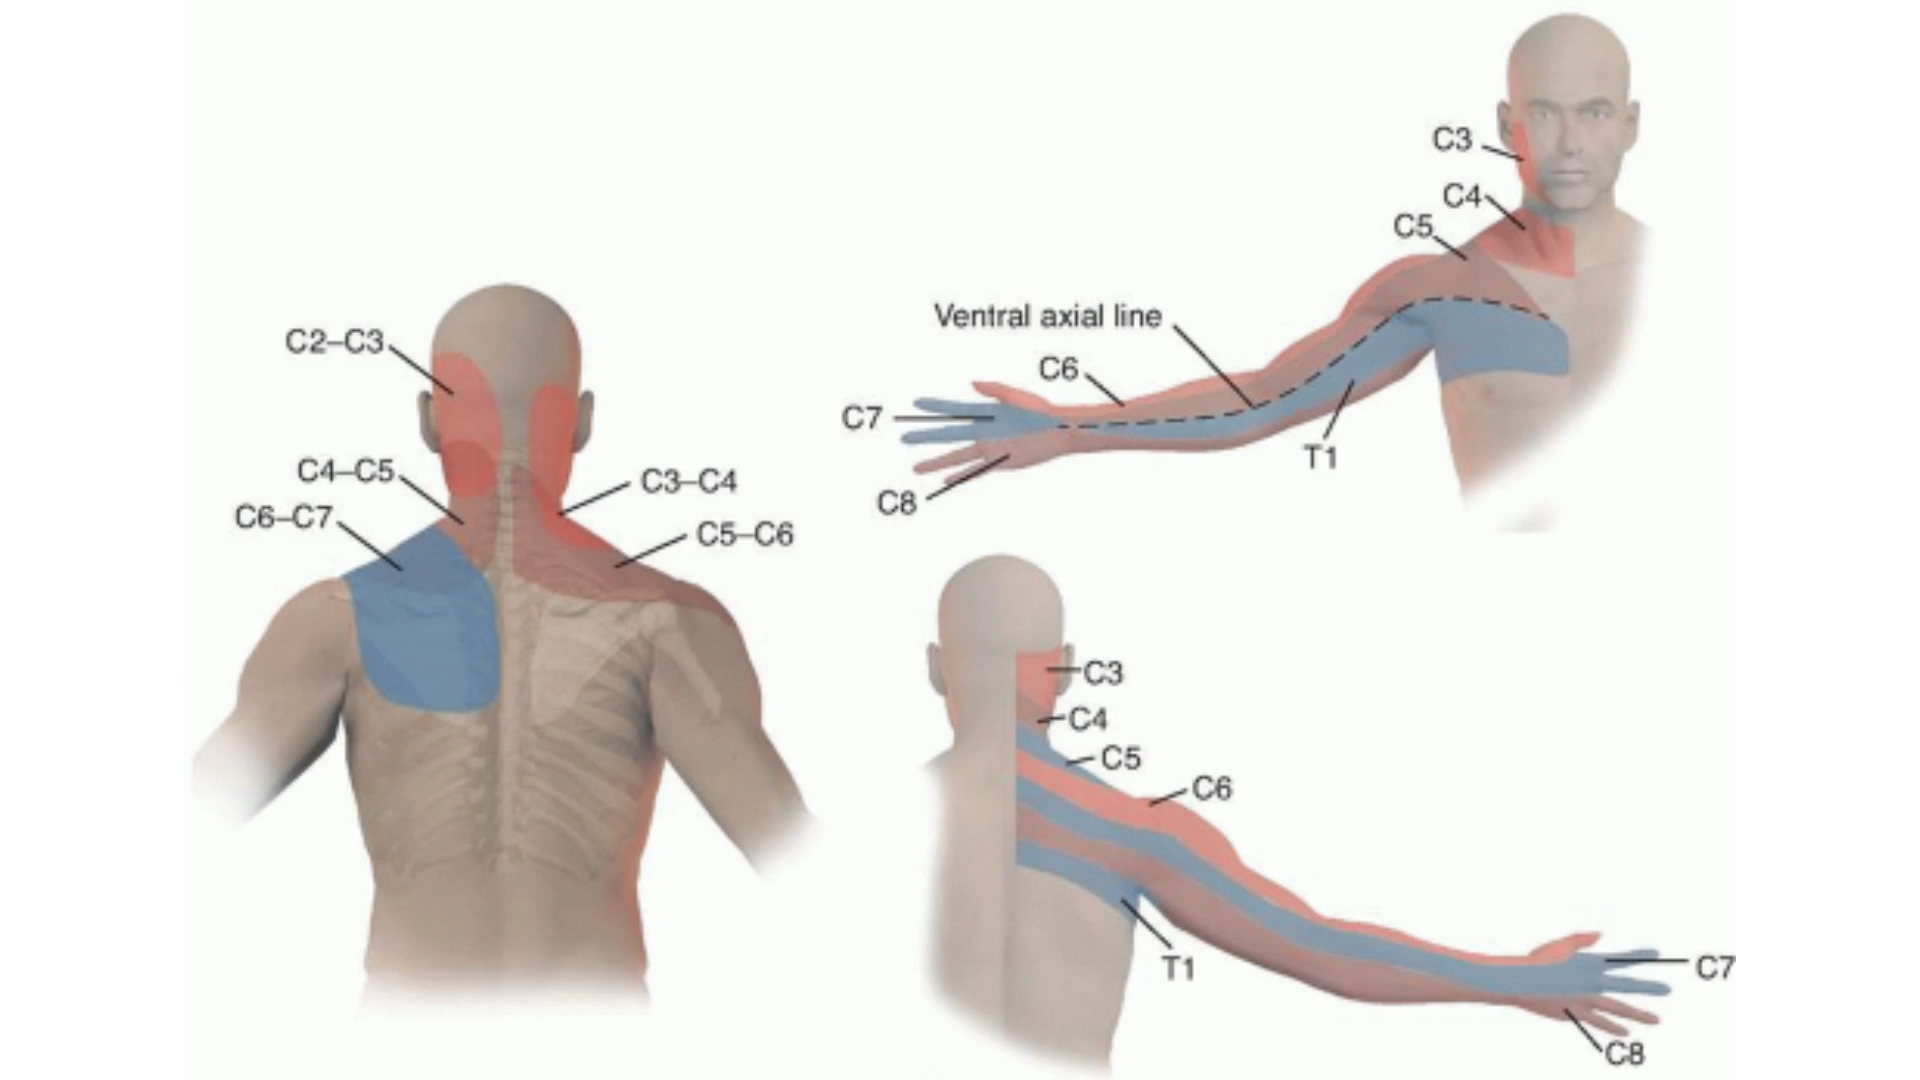 C2–C3
C4–C5
C6–C7
C3–C4
C5–C6
C3
C4
C5
Ventral axial line
C6
C7
T1
C8
C3
C4
C5
C6
T1
C7
C8